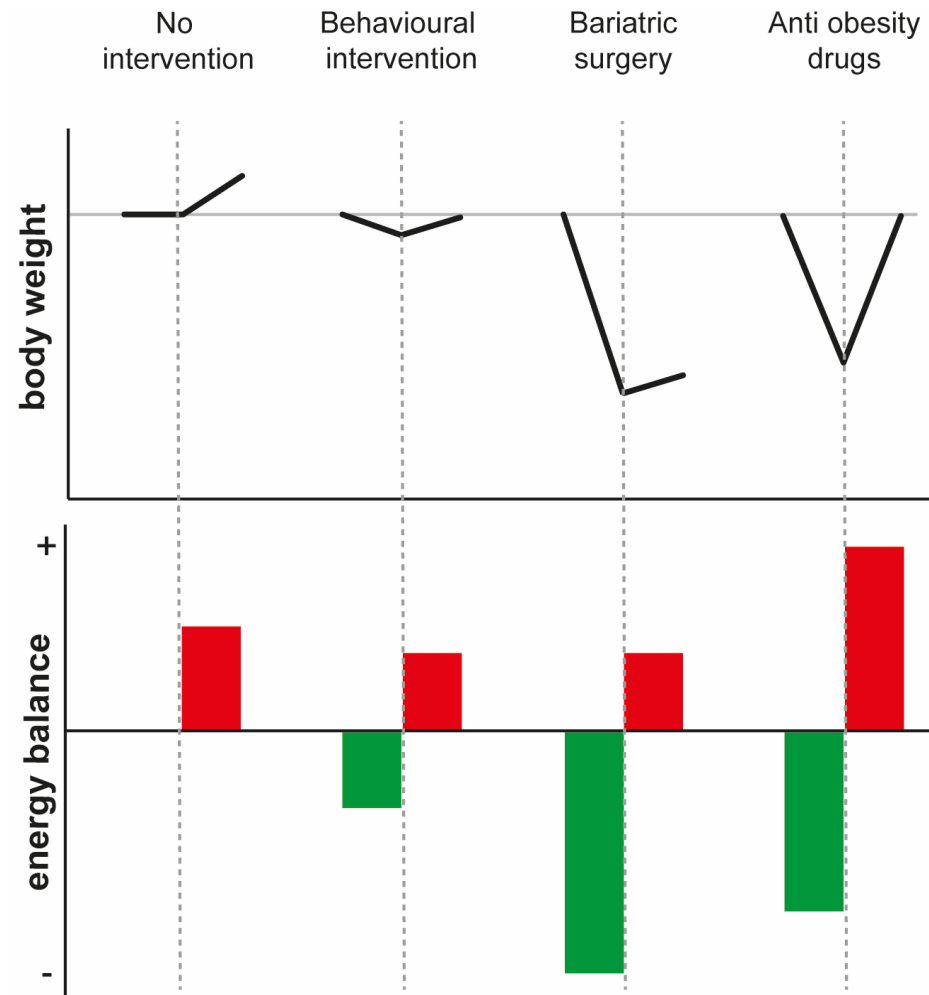 No
intervention
Behavioural
intervention
Bariatric
surgery
Anti obesity
drugs
body weight
+
energy balance
-